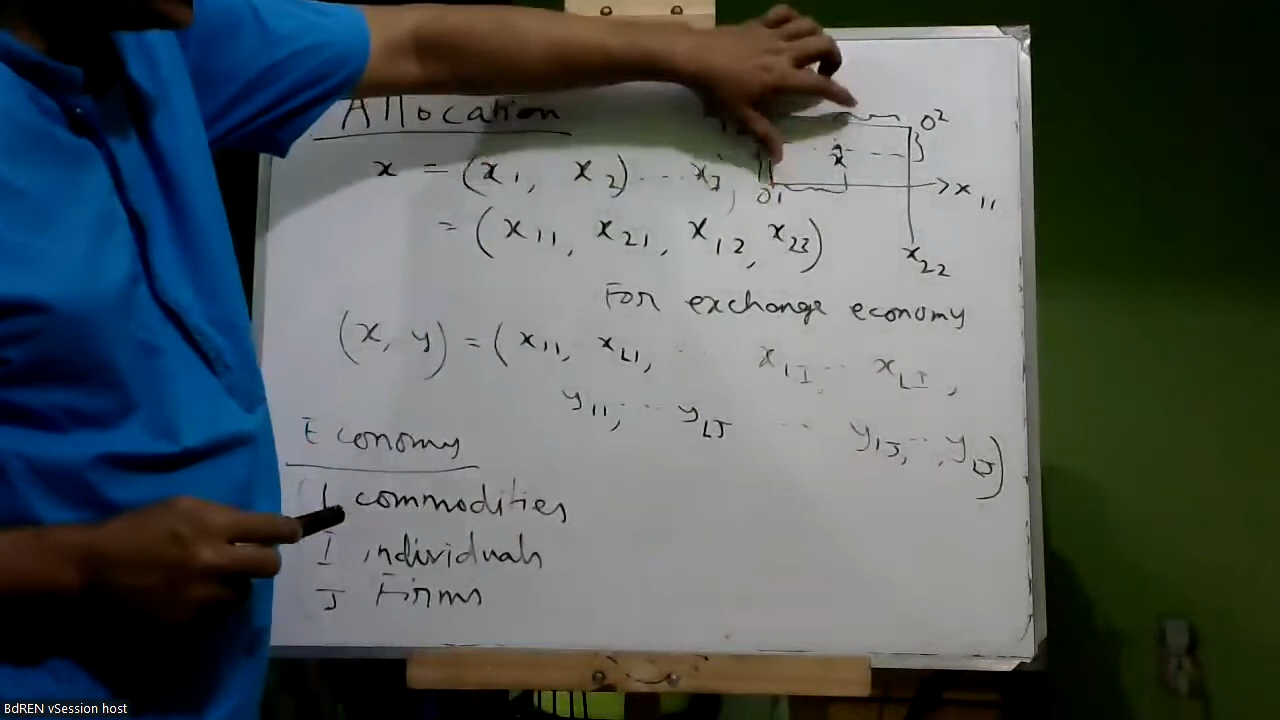 Allocation
x = (x1, x2)
= (x11, x21, x12, x22)
O2
x
O1
x11
x22
For exchange economy
(x, y) = (x11, xL1, .. x1I, .. xLI,
y11, .. yLJ .. y1J, .., yLJ)
Economy
L commodities
I individuals
J Firms
BdREN vSession host